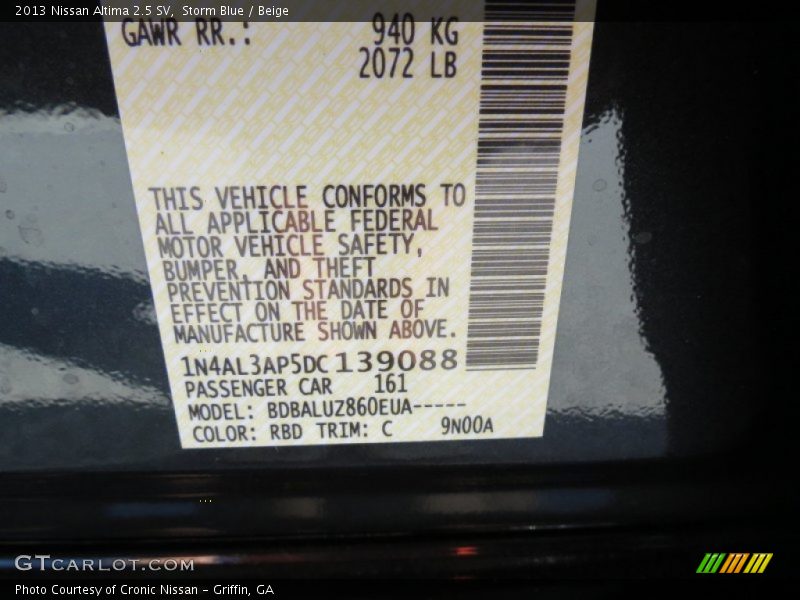 2013 Nissan Altima 2.5 SV, Storm Blue / Beige
GAWR RR.: 940 KG
2072 LB
THIS VEHICLE CONFORMS TO
ALL APPLICABLE FEDERAL
MOTOR VEHICLE SAFETY,
BUMPER, AND THEFT
PREVENTION STANDARDS IN
EFFECT ON THE DATE OF
MANUFACTURE SHOWN ABOVE.
1N4AL3AP5DC139088
PASSENGER CAR 161
MODEL: BDBALUZ860EUA-----
COLOR: RBD TRIM: C 9N00A
GTCARLOT.COM
Photo Courtesy of Cronic Nissan - Griffin, GA